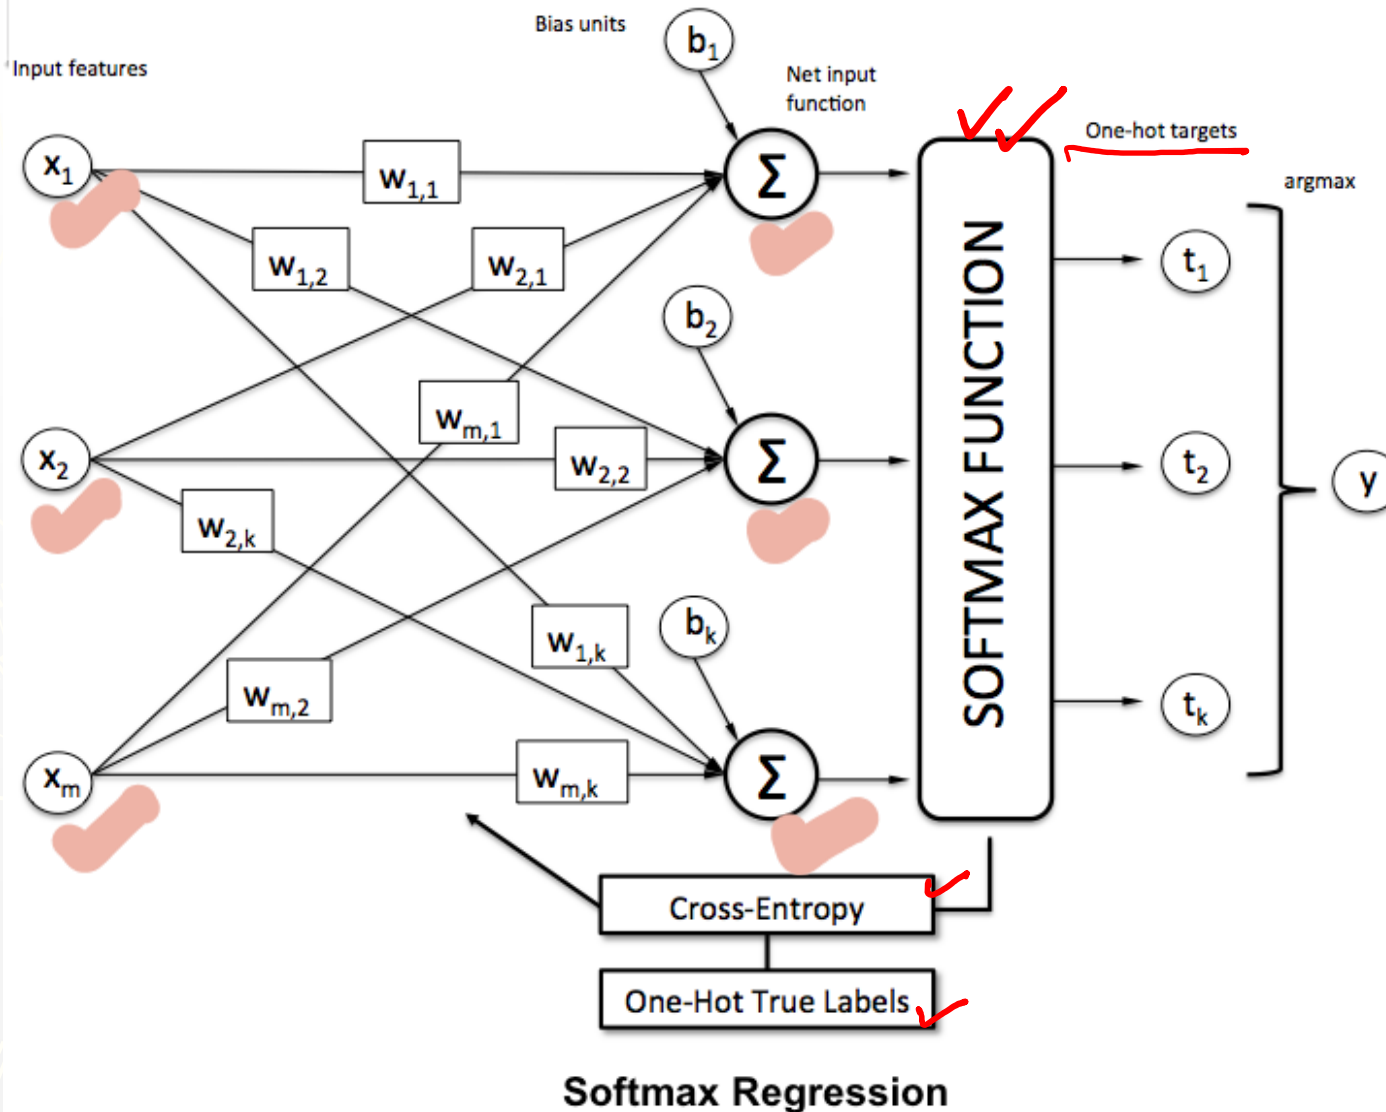 Bias units
b1
Input features
Net input
function
One-hot targets
argmax
x1
w1,1
Σ
w1,2
w2,1
t1
b2
wm,1
x2
w2,2
Σ
t2
y
w2,k
SOFTMAX FUNCTION
w1,k
bk
wm,2
tk
xm
wm,k
Σ
Cross-Entropy
One-Hot True Labels
Softmax Regression